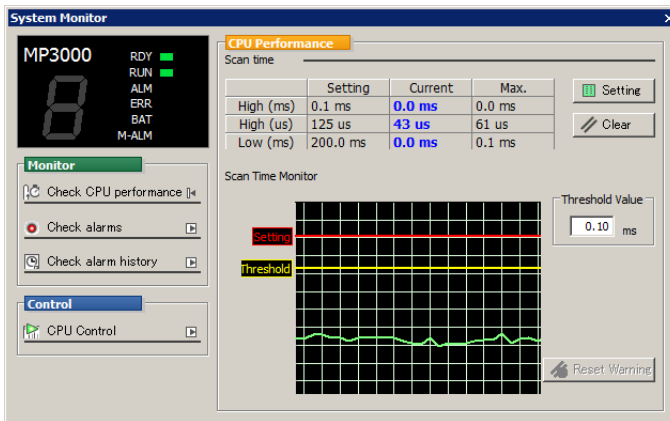 System Monitor
MP3000
RDY
RUN
ALM
ERR
BAT
M-ALM
Monitor
Check CPU performance
Check alarms
Check alarm history
Control
CPU Control
CPU Performance
Scan time
Setting Current Max.
High (ms) 0.1 ms 0.0 ms 0.0 ms
High (us) 125 us 43 us 61 us
Low (ms) 200.0 ms 0.0 ms 0.1 ms
Setting
Clear
Scan Time Monitor
Setting
Threshold
Threshold Value
0.10 ms
Reset Warning